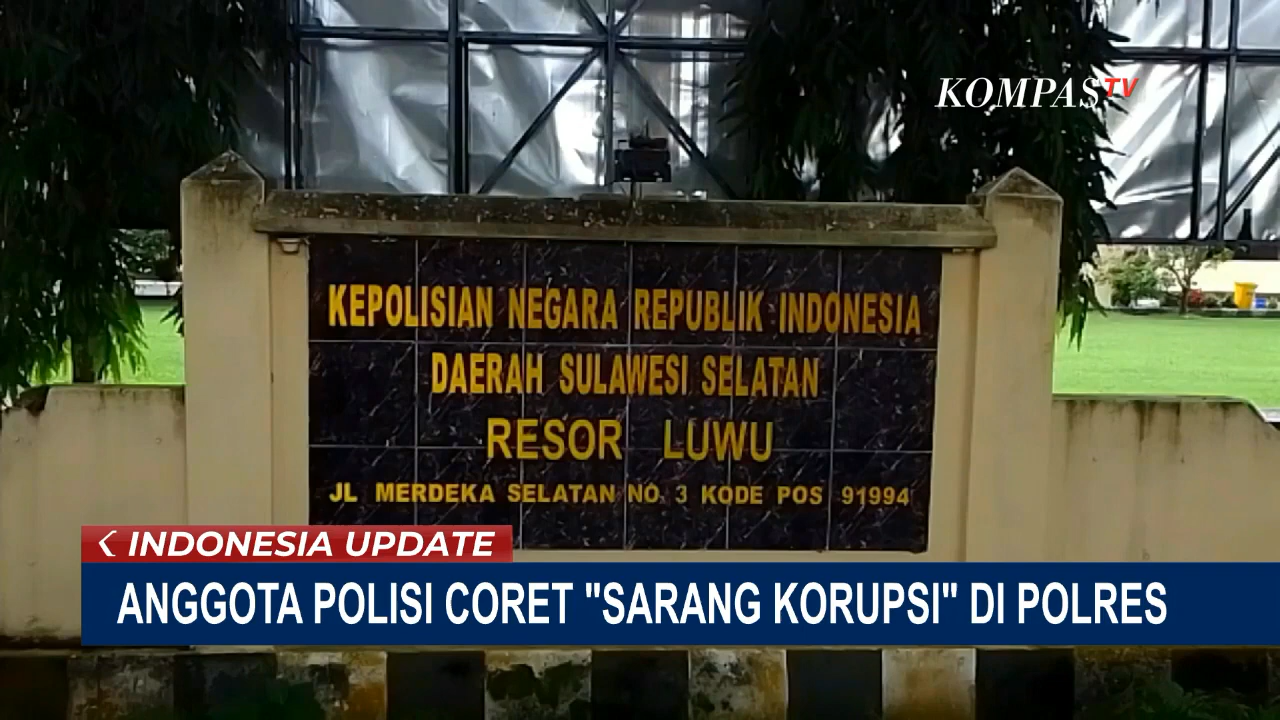 KOMPASTV
KEPOLISIAN NEGARA REPUBLIK INDONESIA
DAERAH SULAWESI SELATAN
RESOR LUWU
JL MERDEKA SELATAN NO. 3 KODE POS 91994
INDONESIA UPDATE
ANGGOTA POLISI CORET "SARANG KORUPSI" DI POLRES